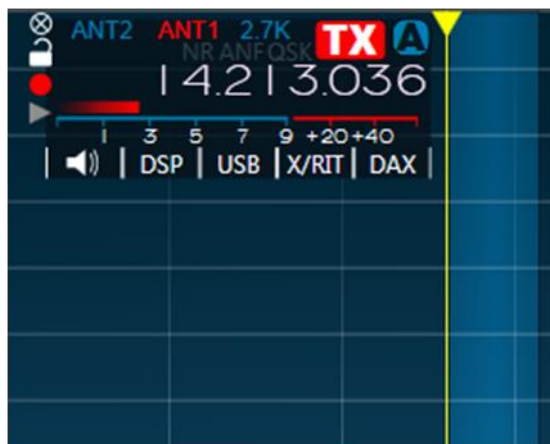 ANT2 ANT1 2.7K TX A
NR ANF QSK
14.213.036
1 3 5 7 9 +20 +40
DSP USB X/RIT DAX